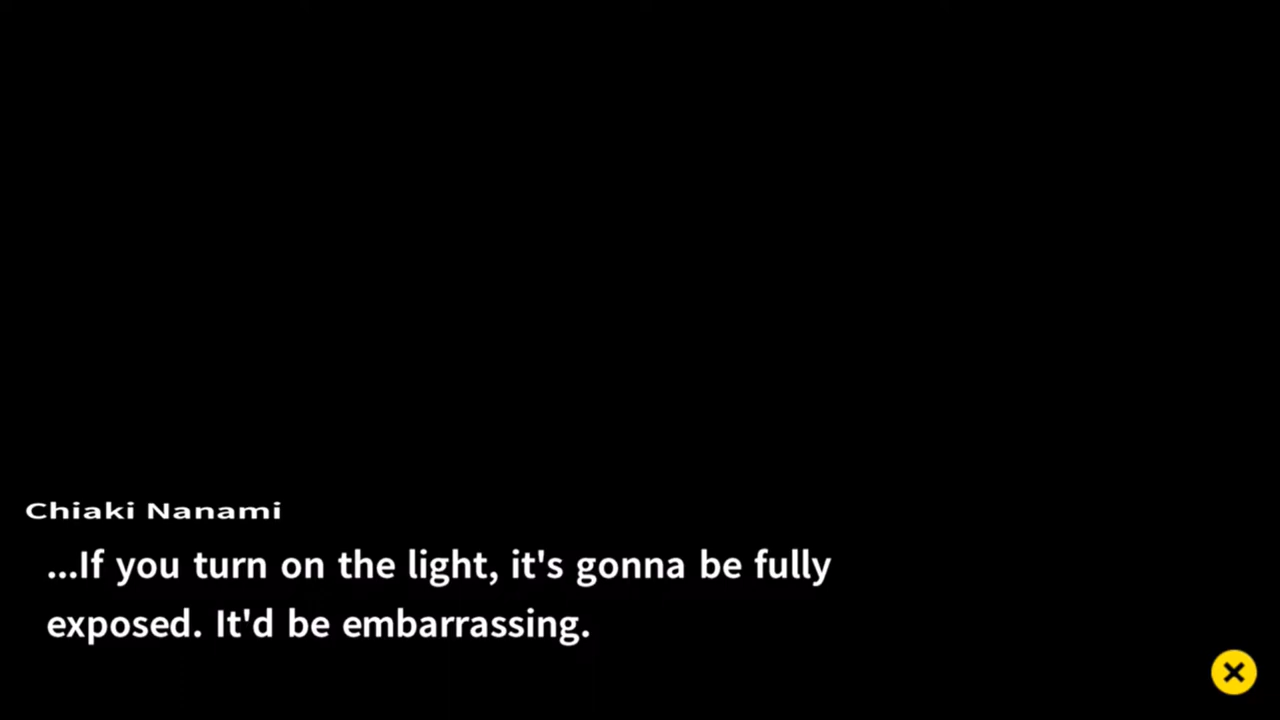 Chiaki Nanami
...If you turn on the light, it's gonna be fully
exposed. It'd be embarrassing.